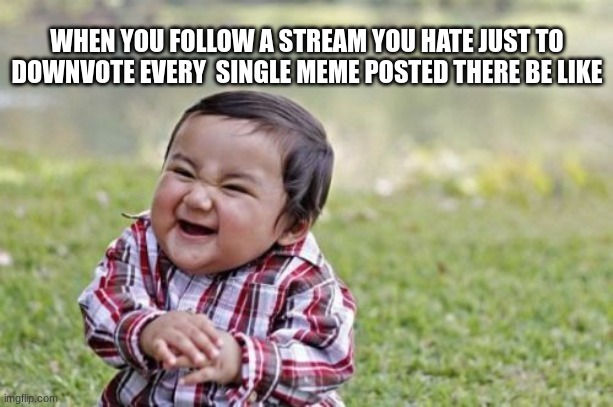 WHEN YOU FOLLOW A STREAM YOU HATE JUST TO
DOWNVOTE EVERY  SINGLE MEME POSTED THERE BE LIKE
imgflip.com